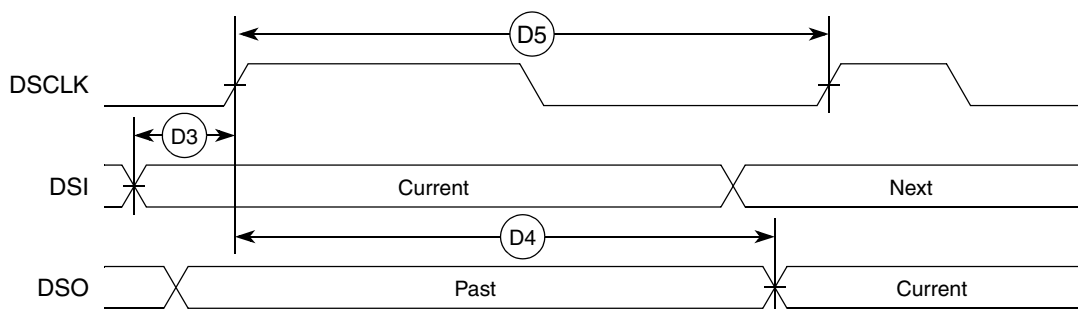 D5
DSCLK
D3
DSI Current Next
D4
DSO Past Current